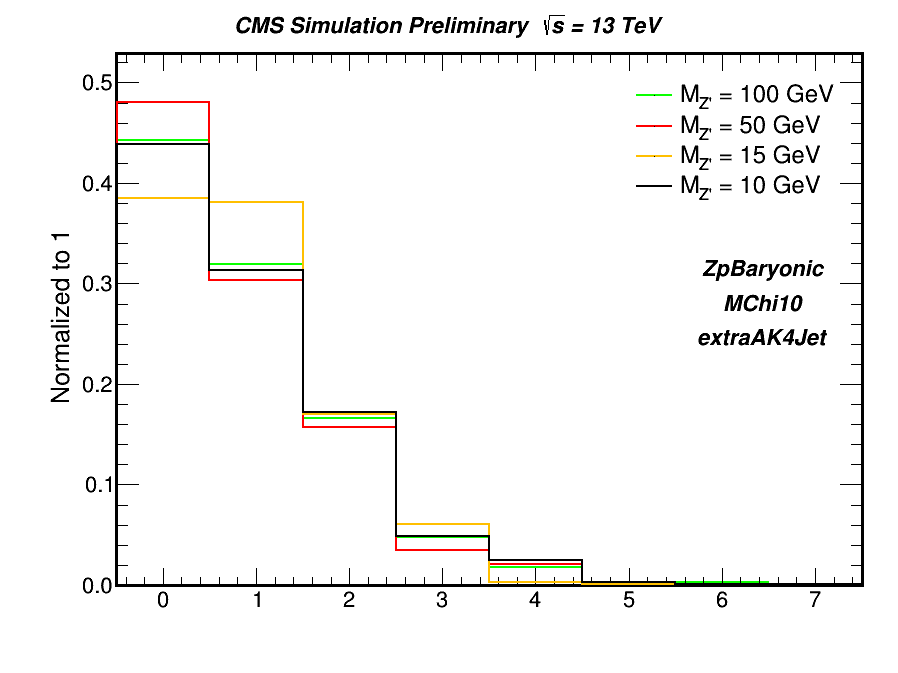 CMS Simulation Preliminary √s = 13 TeV
0.5
0.4
0.3
0.2
0.1
0.0
Normalized to 1
M_Z' = 100 GeV
M_Z' = 50 GeV
M_Z' = 15 GeV
M_Z' = 10 GeV
ZpBaryonic
MChi10
extraAK4Jet
0 1 2 3 4 5 6 7